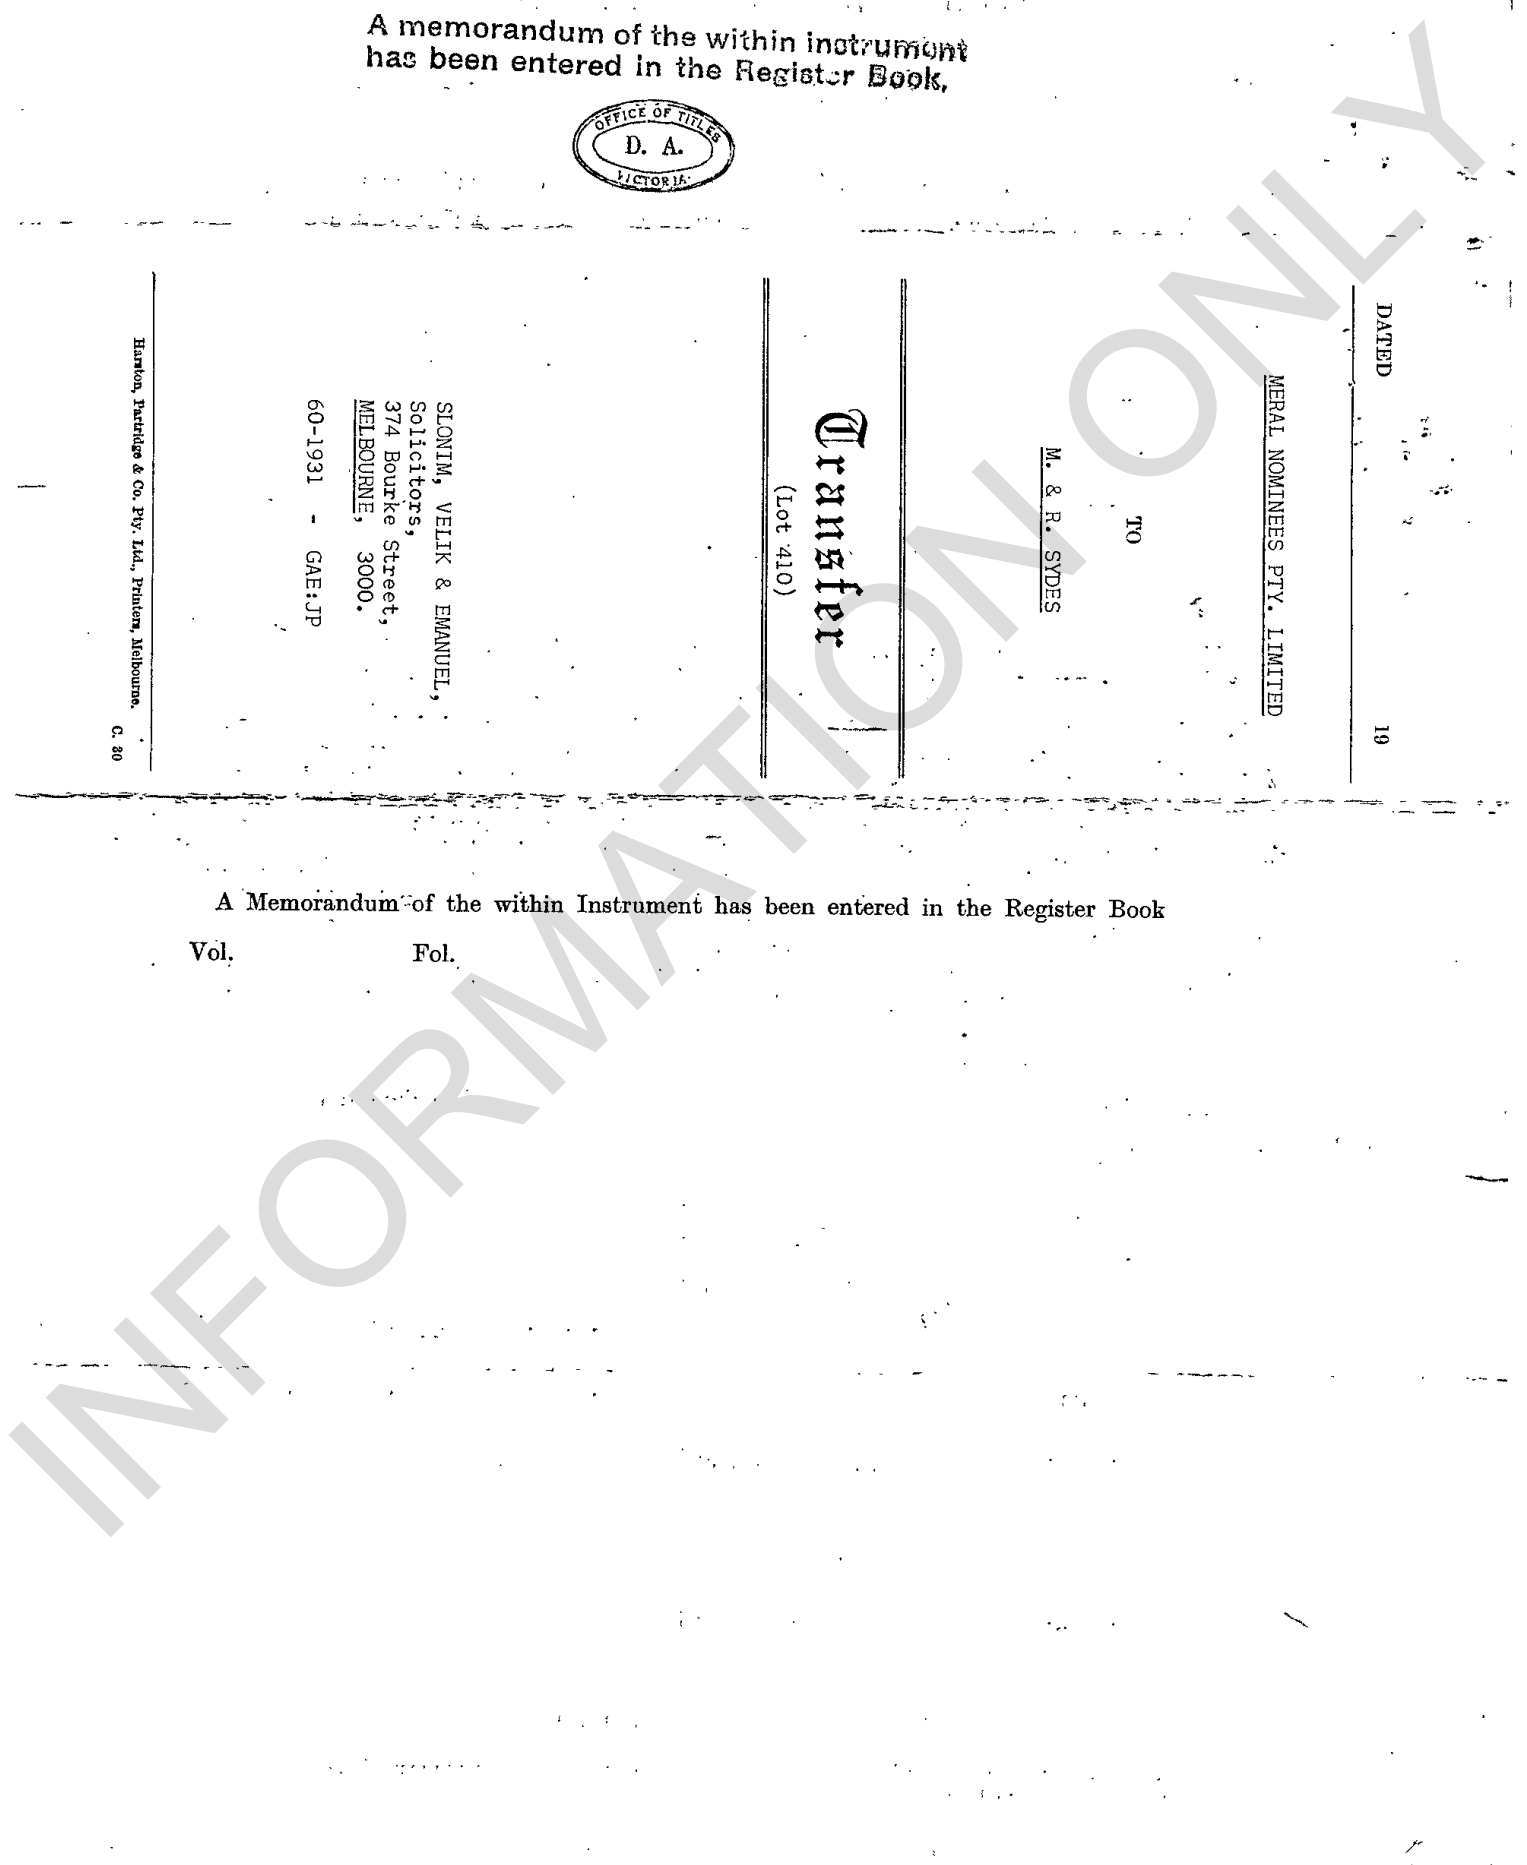 A memorandum of the within instrument
has been entered in the Register Book.
OFFICE OF TITLES
D. A.
VICTORIA
DATED 19
MERAL NOMINEES PTY. LIMITED
TO
M. & R. SYDES
Transfer
(Lot 410)
SLONIM, VELIK & EMANUEL,
Solicitors,
374 Bourke Street,
MELBOURNE, 3000.
60-1931 - GAE:JP
Harston, Partridge & Co. Pty. Ltd., Printers, Melbourne.
C. 30
A Memorandum of the within Instrument has been entered in the Register Book
Vol. Fol.
INFORMATION ONLY